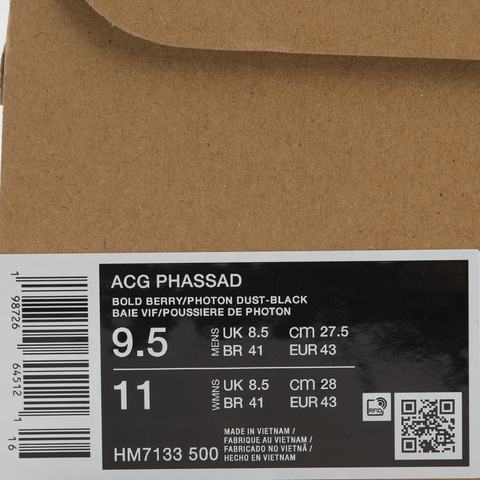 ACG PHASSAD
BOLD BERRY/PHOTON DUST-BLACK
BAIE VIF/POUSSIERE DE PHOTON
9.5 MENS UK 8.5 cm 27.5
BR 41 EUR 43
11 WMNS UK 8.5 cm 28
BR 41 EUR 43
RFID
HM7133 500
MADE IN VIETNAM /
FABRIQUE AU VIETNAM /
FABRICADO NO VIETNÃ /
HECHO EN VIETNAM
1 98726 64512 1 16